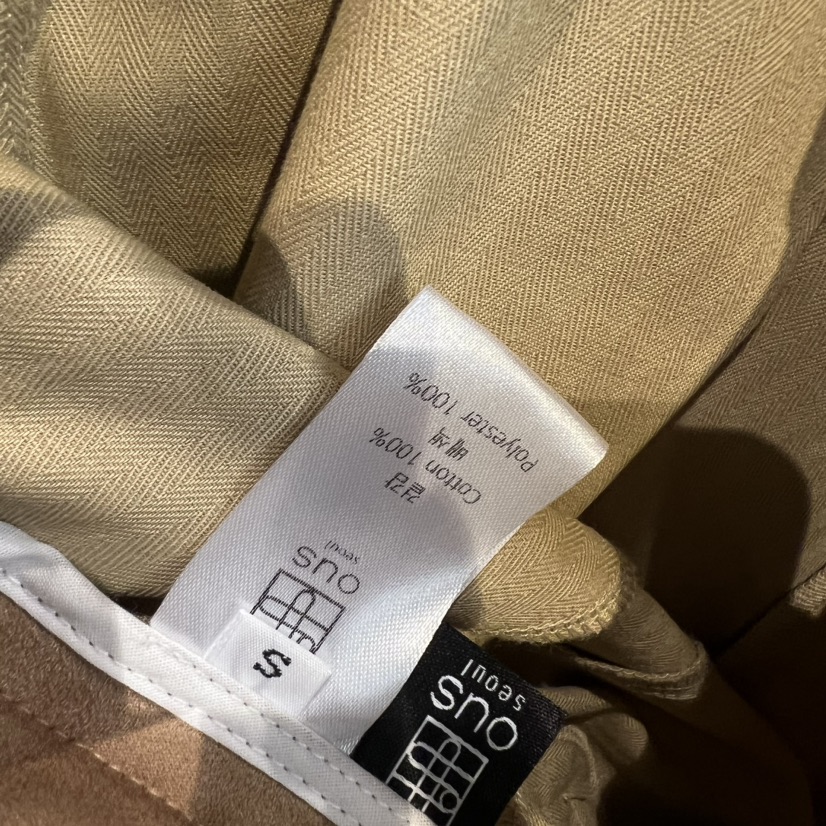 ous
seoul
겉감
Cotton 100%
배색
Polyester 100%
S
ous
seoul